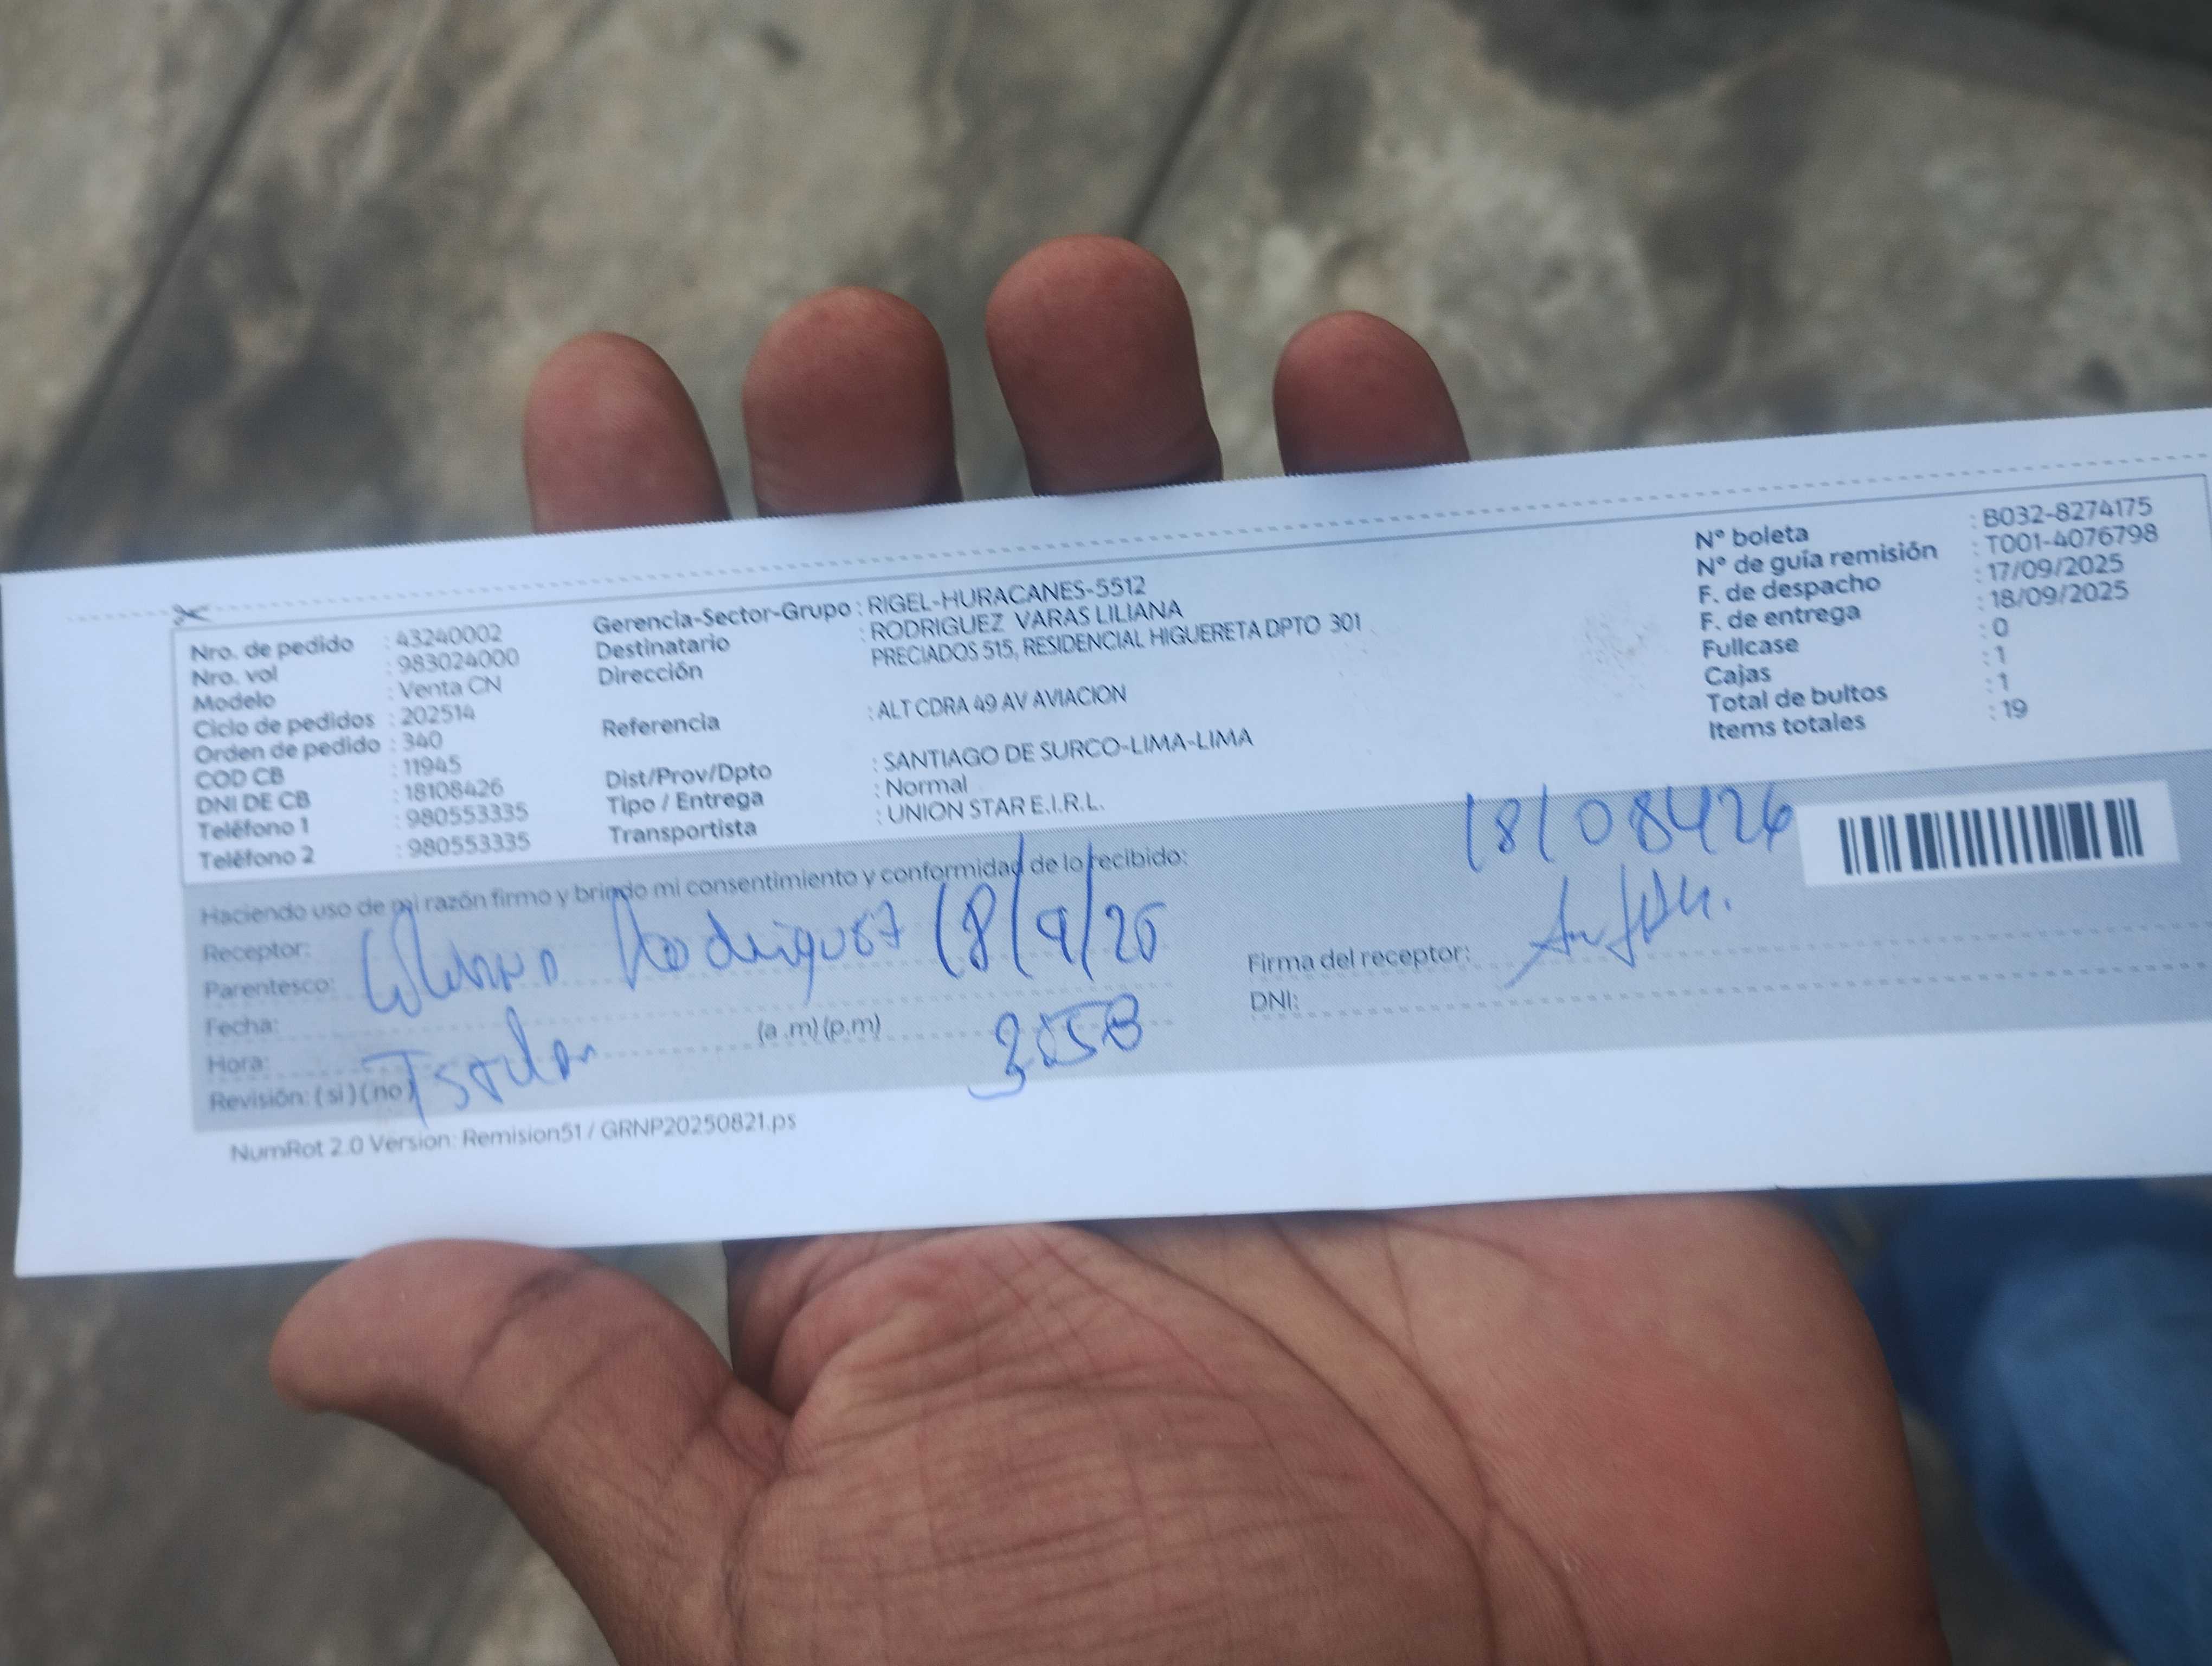 Nro. de pedido : 43240002
Nro. vol : 983024000
Modelo : Venta CN
Ciclo de pedidos : 202514
Orden de pedido : 340
COD CB : 11945
DNI DE CB : 18108426
Teléfono 1 : 980553335
Teléfono 2 : 980553335
Gerencia-Sector-Grupo : RIGEL-HURACANES-5512
Destinatario : RODRIGUEZ VARAS LILIANA
Dirección PRECIADOS 515, RESIDENCIAL HIGUERETA DPTO 301
Referencia : ALT CDRA 49 AV AVIACION
Dist/Prov/Dpto : SANTIAGO DE SURCO-LIMA-LIMA
Tipo / Entrega : Normal
Transportista : UNION STAR E.I.R.L.
N° boleta : B032-8274175
N° de guía remisión : T001-4076798
F. de despacho : 17/09/2025
F. de entrega : 18/09/2025
Fullcase : 0
Cajas : 1
Total de bultos : 1
Items totales : 19
Haciendo uso de mi razón firmo y brindo mi consentimiento y conformidad de lo recibido:
Receptor:
Parentesco: Rodriguez 18/9/25
Fecha:
Hora: (a .m) (p.m)
Revisión: ( si ) ( no )
18108426
Firma del receptor:
DNI:
NumRot 2.0 Version: Remision51 / GRNP20250821.ps